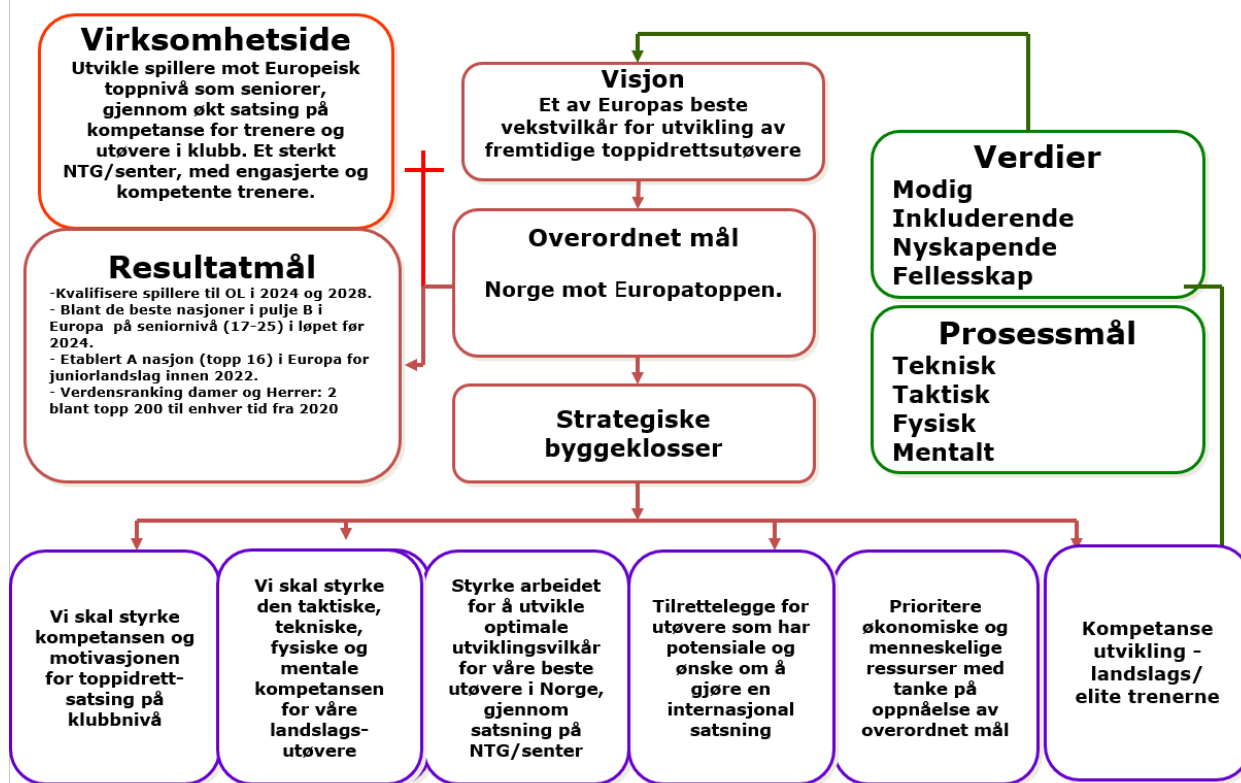 Virksomhetside
Utvikle spillere mot Europeisk
toppnivå som seniorer,
gjennom økt satsing på
kompetanse for trenere og
utøvere i klubb. Et sterkt
NTG/senter, med engasjerte og
kompetente trenere.
Resultatmål
-Kvalifisere spillere til OL i 2024 og 2028.
- Blant de beste nasjoner i pulje B i
Europa  på seniornivå (17-25) i løpet før
2024.
- Etablert A nasjon (topp 16) i Europa for
juniorlandslag innen 2022.
- Verdensranking damer og Herrer: 2
blant topp 200 til enhver tid fra 2020
Visjon
Et av Europas beste
vekstvilkår for utvikling av
fremtidige toppidrettsutøvere
Overordnet mål
Norge mot Europatoppen.
Strategiske
byggeklosser
Verdier
Modig
Inkluderende
Nyskapende
Fellesskap
Prosessmål
Teknisk
Taktisk
Fysisk
Mentalt
Vi skal styrke
kompetansen og
motivasjonen
for toppidrett-
satsing på
klubbnivå
Vi skal styrke
den taktiske,
tekniske,
fysiske og
mentale
kompetansen
for våre
landslags-
utøvere
Styrke arbeidet
for å utvikle
optimale
utviklingsvilkår
for våre beste
utøvere i Norge,
gjennom
satsning på
NTG/senter
Tilrettelegge for
utøvere som har
potensiale og
ønske om å
gjøre en
internasjonal
satsning
Prioritere
økonomiske og
menneskelige
ressurser med
tanke på
oppnåelse av
overordnet mål
Kompetanse
utvikling –
landslags/
elite trenerne